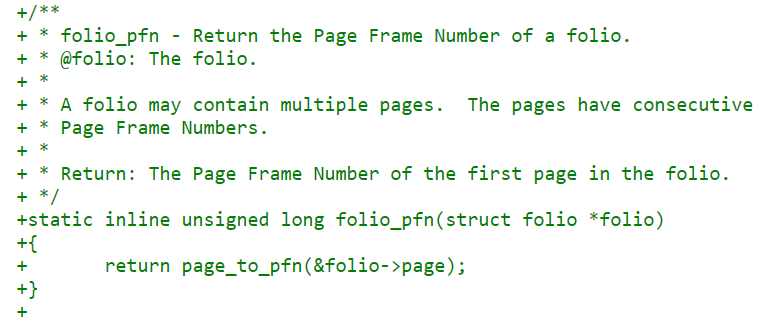 +/**
+ * folio_pfn - Return the Page Frame Number of a folio.
+ * @folio: The folio.
+ *
+ * A folio may contain multiple pages.  The pages have consecutive
+ * Page Frame Numbers.
+ *
+ * Return: The Page Frame Number of the first page in the folio.
+ */
+static inline unsigned long folio_pfn(struct folio *folio)
+{
+       return page_to_pfn(&folio->page);
+}
+